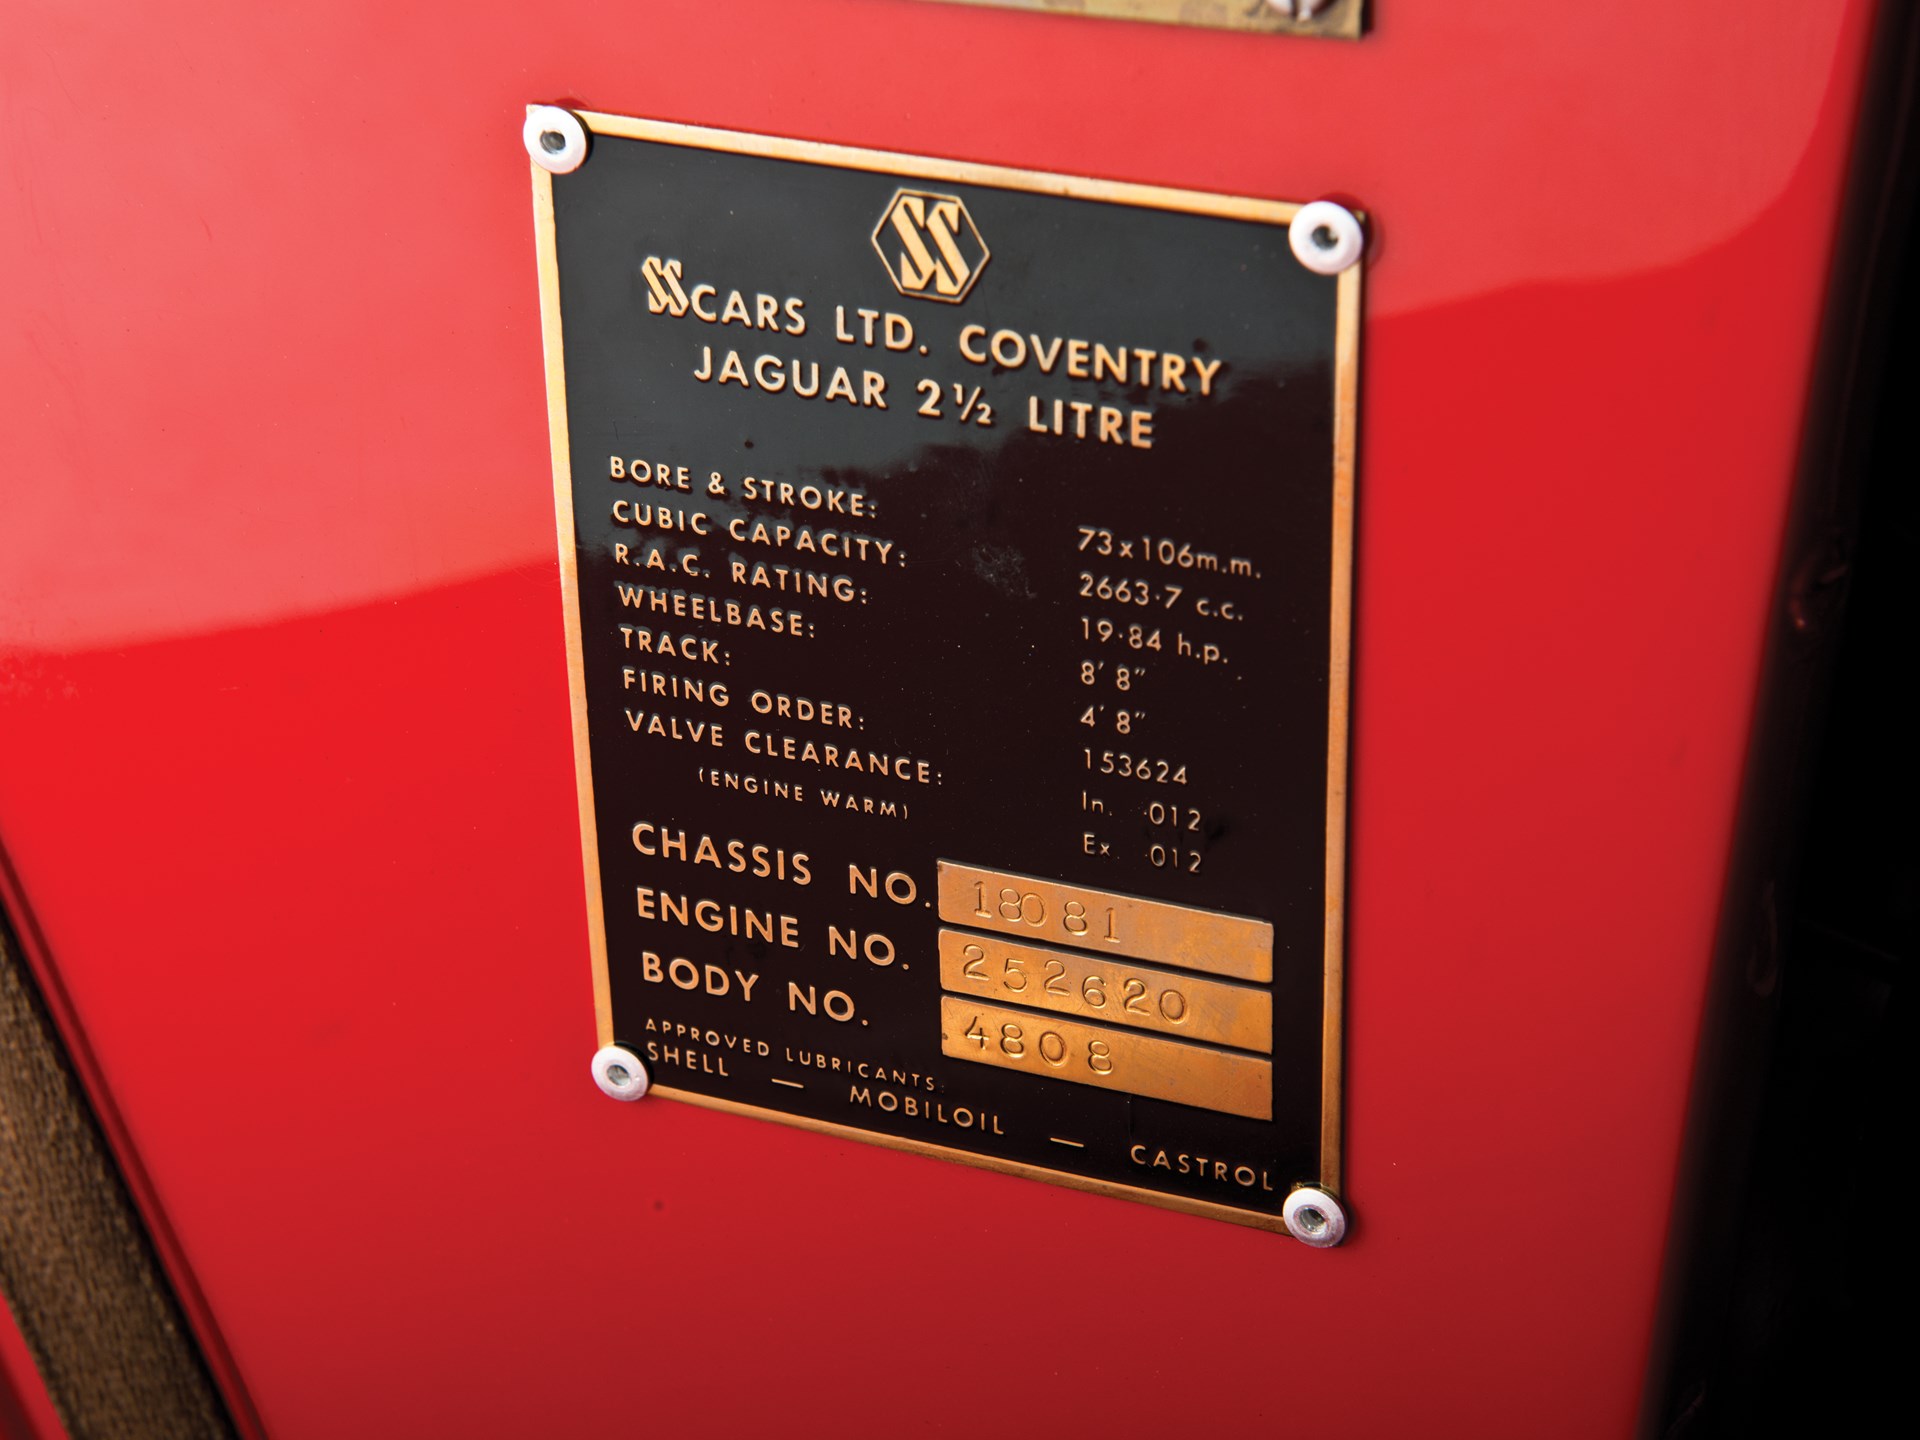 SS
SS CARS LTD. COVENTRY
JAGUAR 2½ LITRE
BORE & STROKE: 73x106m.m.
CUBIC CAPACITY: 2663·7 c.c.
R.A.C. RATING: 19·84 h.p.
WHEELBASE: 8' 8"
TRACK: 4' 8"
FIRING ORDER: 153624
VALVE CLEARANCE: In. ·012
(ENGINE WARM) Ex. ·012
CHASSIS NO. 18081
ENGINE NO. 252620
BODY NO. 4808
APPROVED LUBRICANTS:
SHELL — MOBILOIL — CASTROL